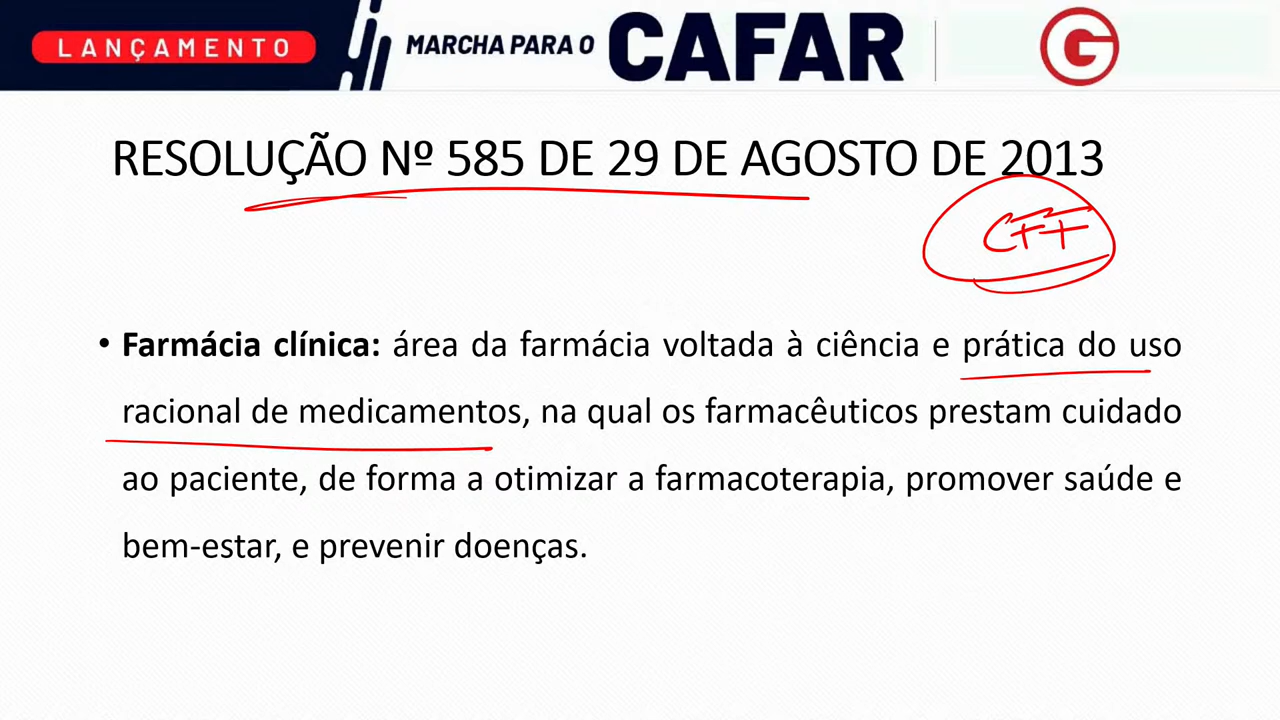 LANÇAMENTO
MARCHA PARA O CAFAR
G
RESOLUÇÃO Nº 585 DE 29 DE AGOSTO DE 2013
CFF
• Farmácia clínica: área da farmácia voltada à ciência e prática do uso
racional de medicamentos, na qual os farmacêuticos prestam cuidado
ao paciente, de forma a otimizar a farmacoterapia, promover saúde e
bem-estar, e prevenir doenças.